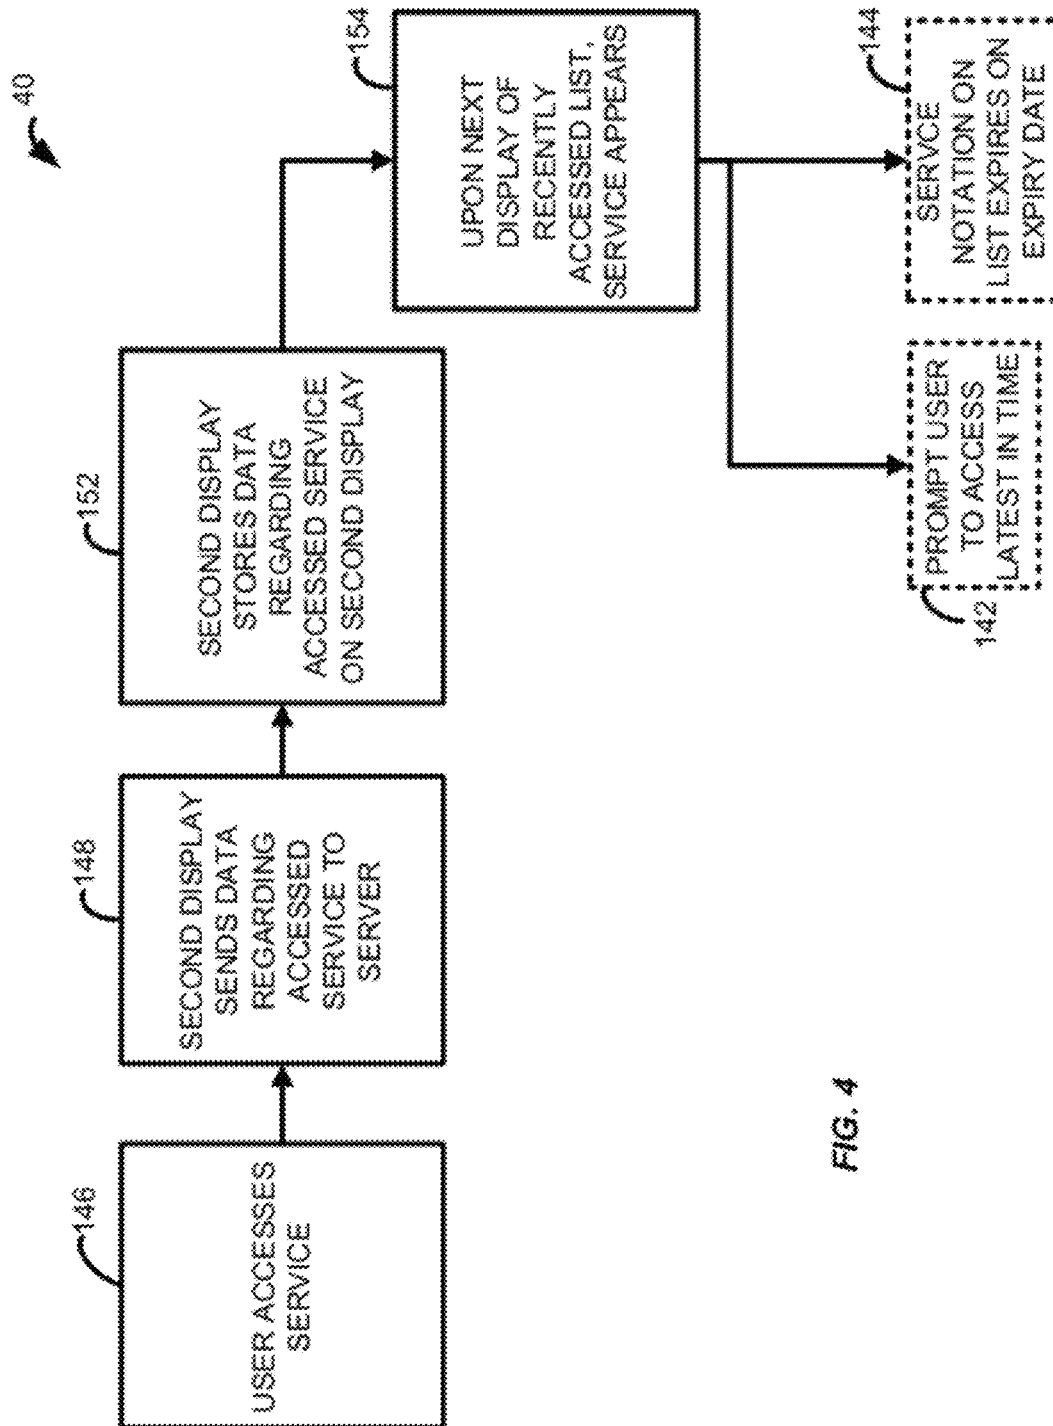 40
146
USER ACCESSES
SERVICE
148
SECOND DISPLAY
SENDS DATA
REGARDING
ACCESSED
SERVICE TO
SERVER
152
SECOND DISPLAY
STORES DATA
REGARDING
ACCESSED SERVICE
ON SECOND DISPLAY
154
UPON NEXT
DISPLAY OF
RECENTLY
ACCESSED LIST,
SERVICE APPEARS
142
PROMPT USER
TO ACCESS
LATEST IN TIME
144
SERVCE
NOTATION ON
LIST EXPIRES ON
EXPIRY DATE
FIG. 4